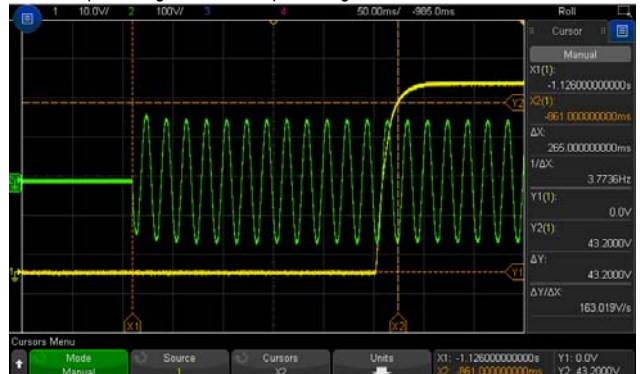 1 10.0V/ 2 100V/ 3 4 50.00ms/ -985.0ms Roll
Cursor
Manual
X1(1):
-1.126000000000s
X2(1):
-861.000000000ms
ΔX:
265.000000000ms
1/ΔX:
3.7736Hz
Y1(1):
0.0V
Y2(1):
43.2000V
ΔY:
43.2000V
ΔY/ΔX:
163.019V/s
Y2
Y1
X1 X2
Cursors Menu
Mode Source Cursors Units X1: -1.126000000000s Y1: 0.0V
Manual 1 X2 X2: -861.000000000ms Y2: 43.2000V